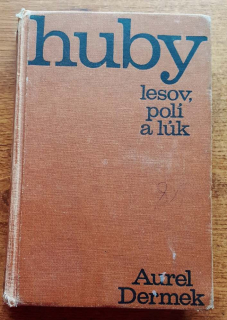 huby
lesov,
polí
a lúk
Aurel
Dermek